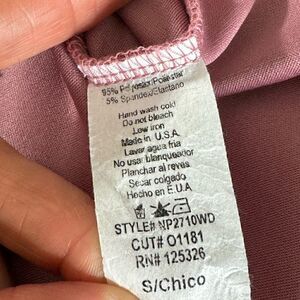 95% Polyester/Poliester
5% Spandex/Elastano
Hand wash cold
Do not bleach
Low iron
Made in U.S.A.
Lavar agua fria
No usar blanqueador
Planchar al reves
Secar colgado
Hecho en E.U.A
STYLE# NP2710WD
CUT# O1181
RN# 125326
S/Chico